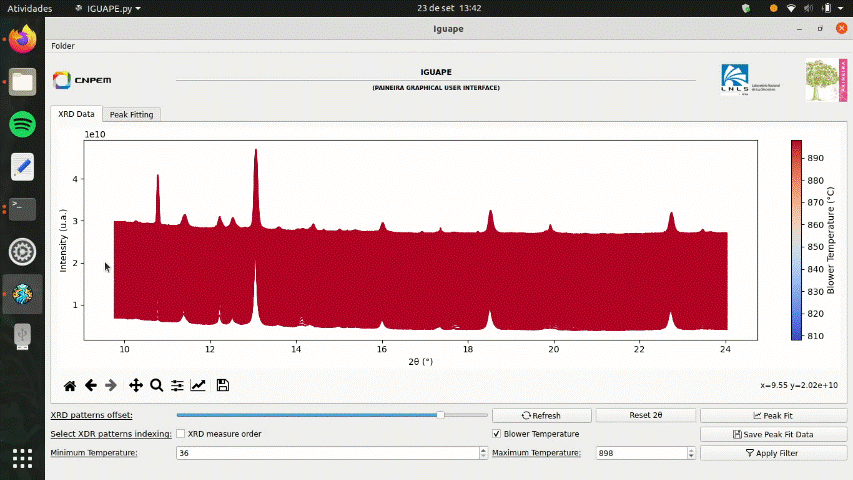 Atividades
IGUAPE.py
23 de set 13:42
Iguape
Folder
CNPEM
IGUAPE
(PAINEIRA GRAPHICAL USER INTERFACE)
LNLS
PAINEIRA
XRD Data
Peak Fitting
1e10
4
3
2
1
Intensity (u.a.)
10
12
14
16
18
20
22
24
2θ (°)
890
880
870
860
850
840
830
820
810
Blower Temperature (°C)
x=9.55 y=2.02e+10
XRD patterns offset:
Refresh
Reset 2θ
Peak Fit
Select XDR patterns indexing:
XRD measure order
Blower Temperature
Save Peak Fit Data
Minimum Temperature:
36
Maximum Temperature:
898
Apply Filter